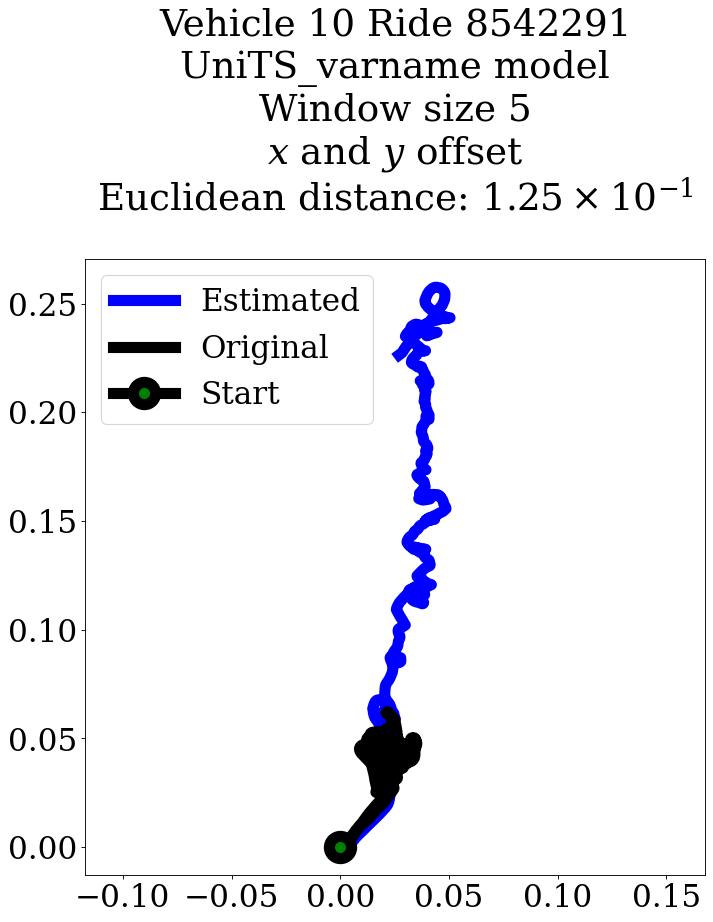 Vehicle 10 Ride 8542291
UniTS_varname model
Window size 5
x and y offset
Euclidean distance: 1.25 × 10⁻¹
Estimated
Original
Start
0.25
0.20
0.15
0.10
0.05
0.00
−0.10 −0.05 0.00 0.05 0.10 0.15